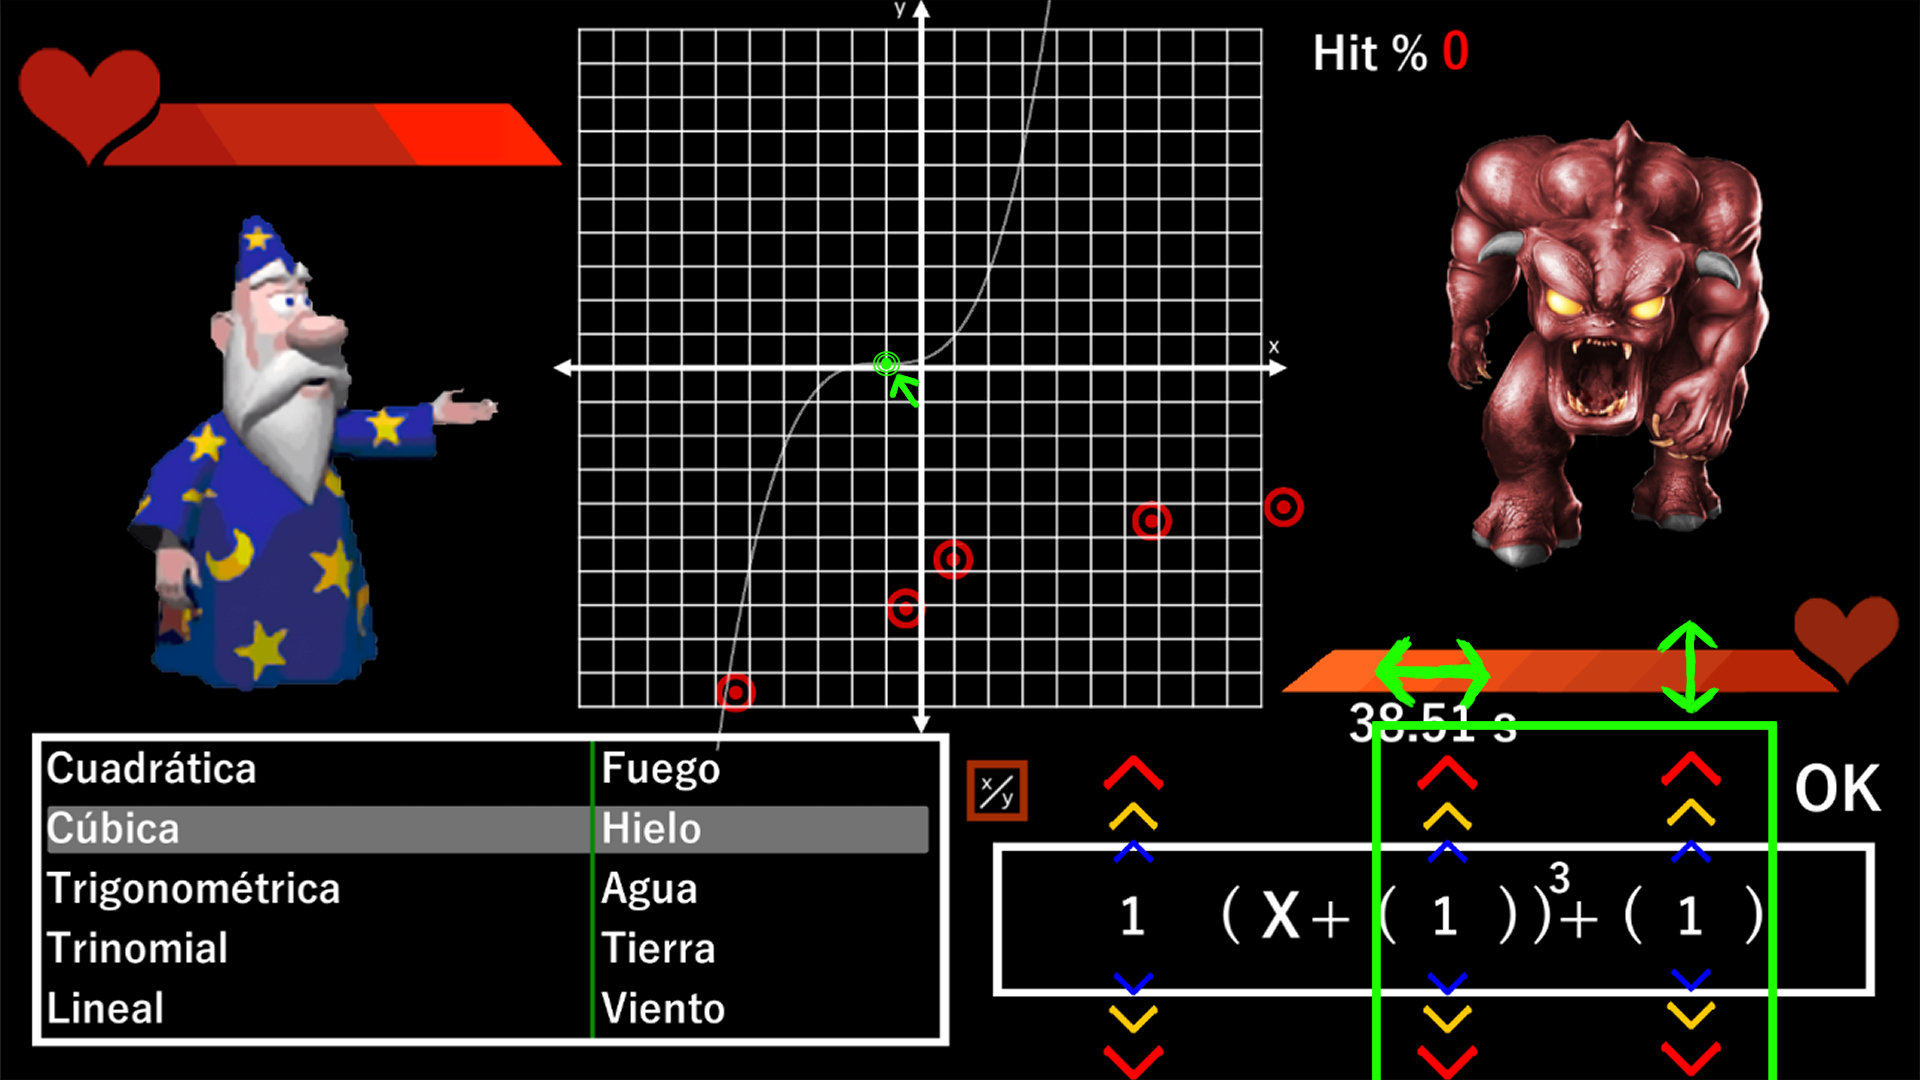 y
Hit % 0
x
38.51 s
Cuadrática Fuego
Cúbica Hielo
Trigonométrica Agua
Trinomial Tierra
Lineal Viento
x/y
OK
1 (X+(1))³+(1)